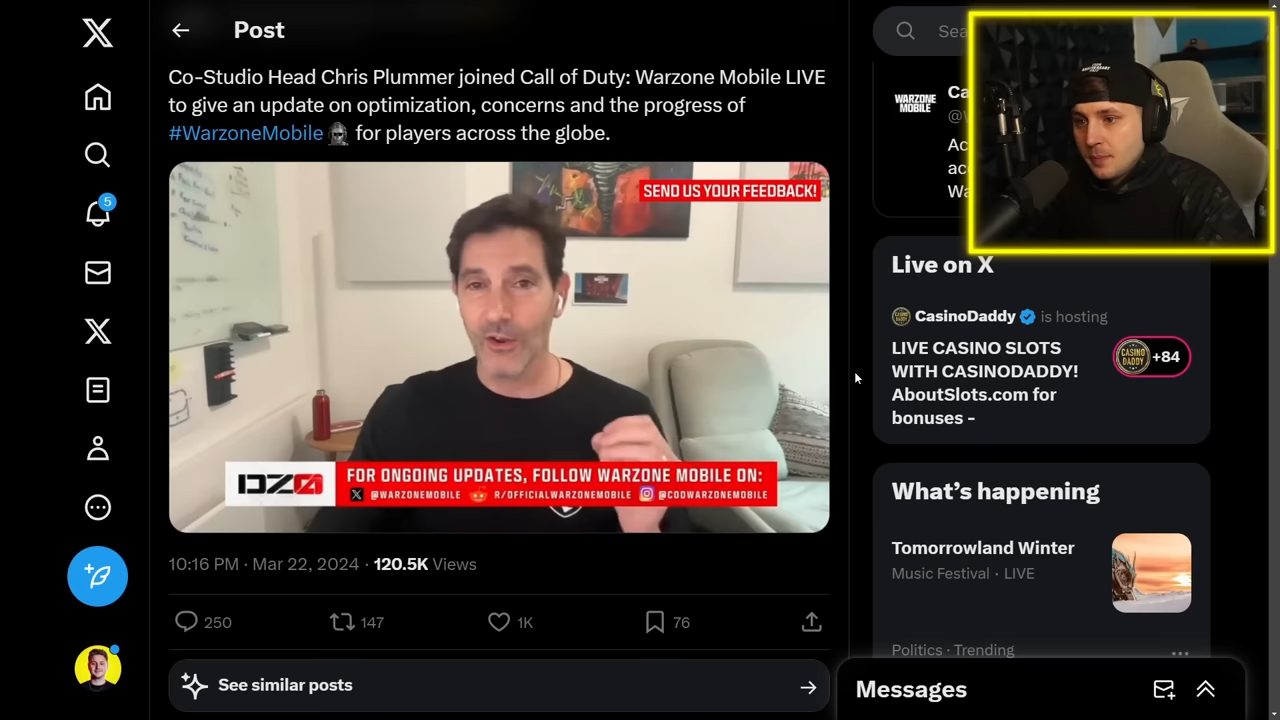 Post
Co-Studio Head Chris Plummer joined Call of Duty: Warzone Mobile LIVE
to give an update on optimization, concerns and the progress of
#WarzoneMobile for players across the globe.
SEND US YOUR FEEDBACK!
DZ0
FOR ONGOING UPDATES, FOLLOW WARZONE MOBILE ON:
@WARZONEMOBILE R/OFFICIALWARZONEMOBILE @CODWARZONEMOBILE
10:16 PM · Mar 22, 2024 · 120.5K Views
250 147 1K 76
See similar posts
5
WARZONE
MOBILE
Live on X
CasinoDaddy is hosting
LIVE CASINO SLOTS
WITH CASINODADDY!
AboutSlots.com for
bonuses -
CASINO
DADDY
+84
What's happening
Tomorrowland Winter
Music Festival · LIVE
Politics · Trending
Messages